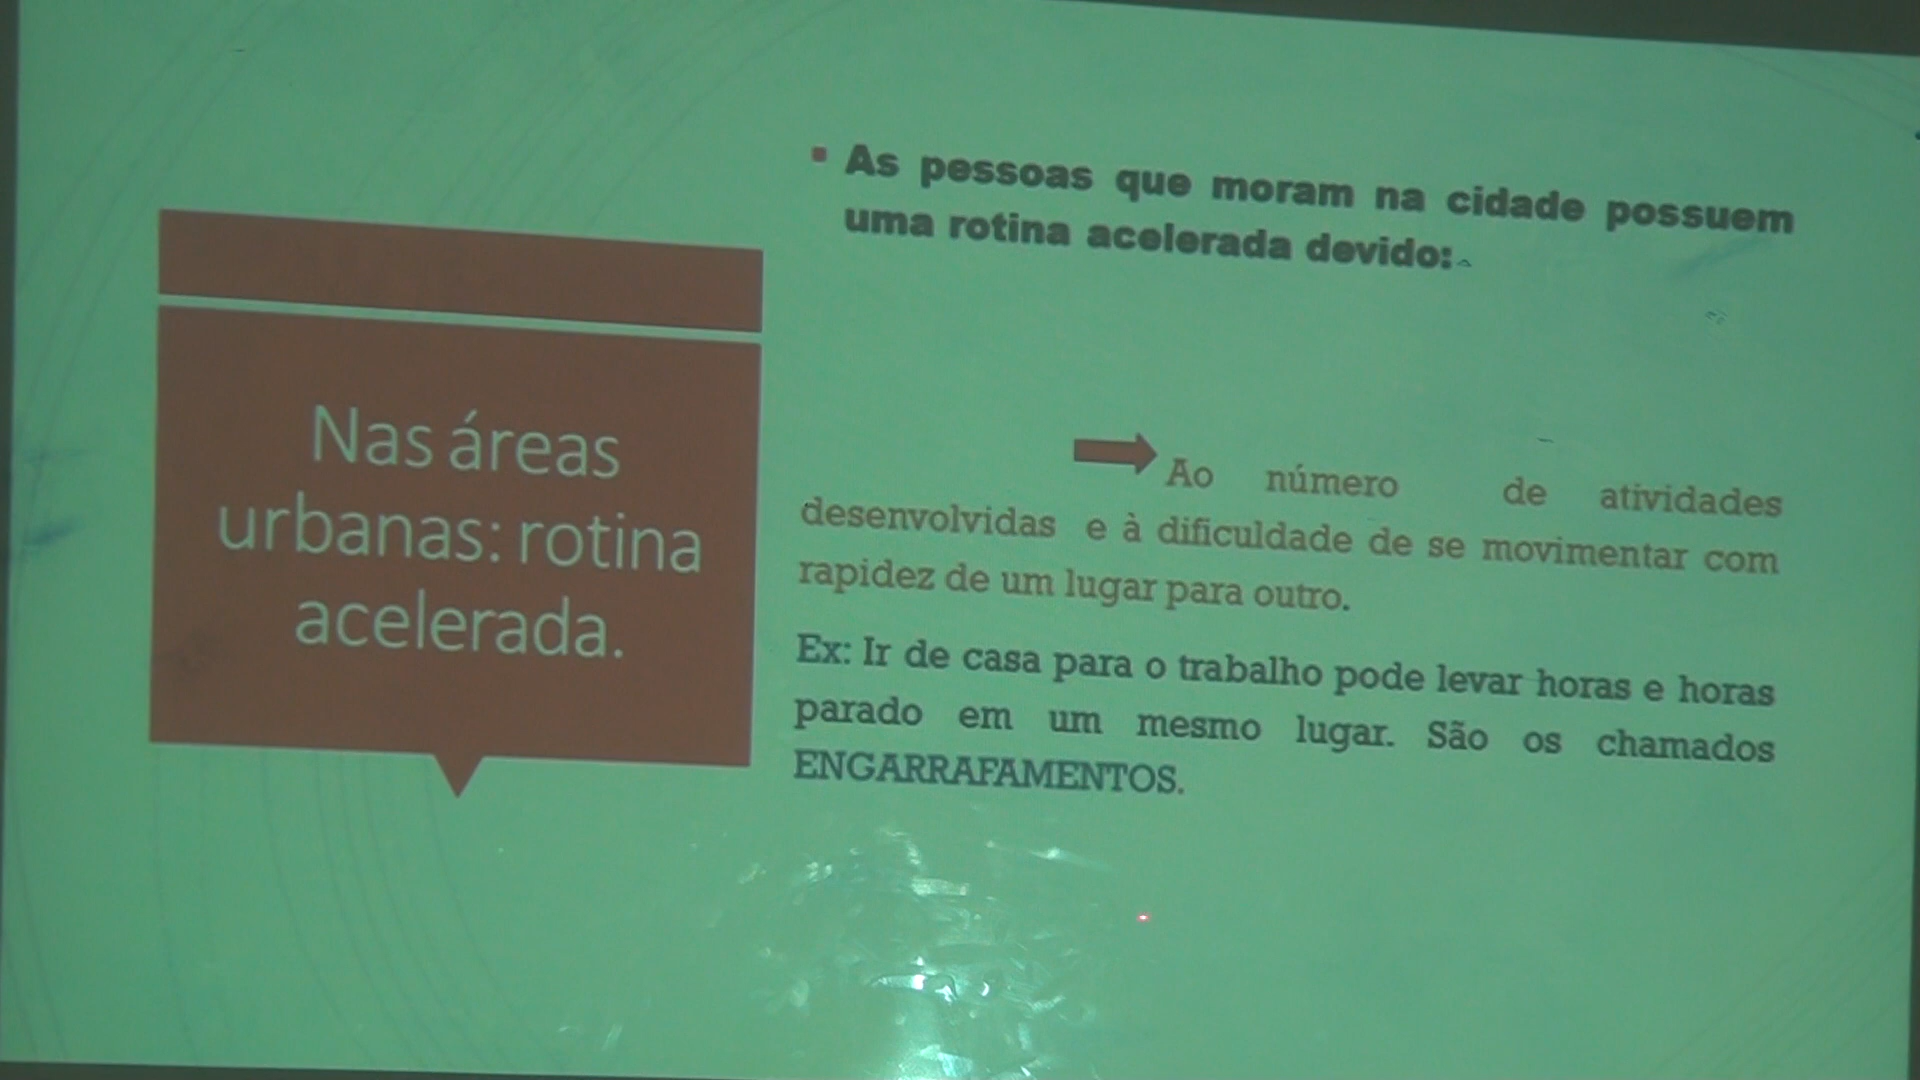 Nas áreas
urbanas: rotina
acelerada.
As pessoas que moram na cidade possuem
uma rotina acelerada devido:
Ao número de atividades
desenvolvidas e à dificuldade de se movimentar com
rapidez de um lugar para outro.
Ex: Ir de casa para o trabalho pode levar horas e horas
parado em um mesmo lugar. São os chamados
ENGARRAFAMENTOS.